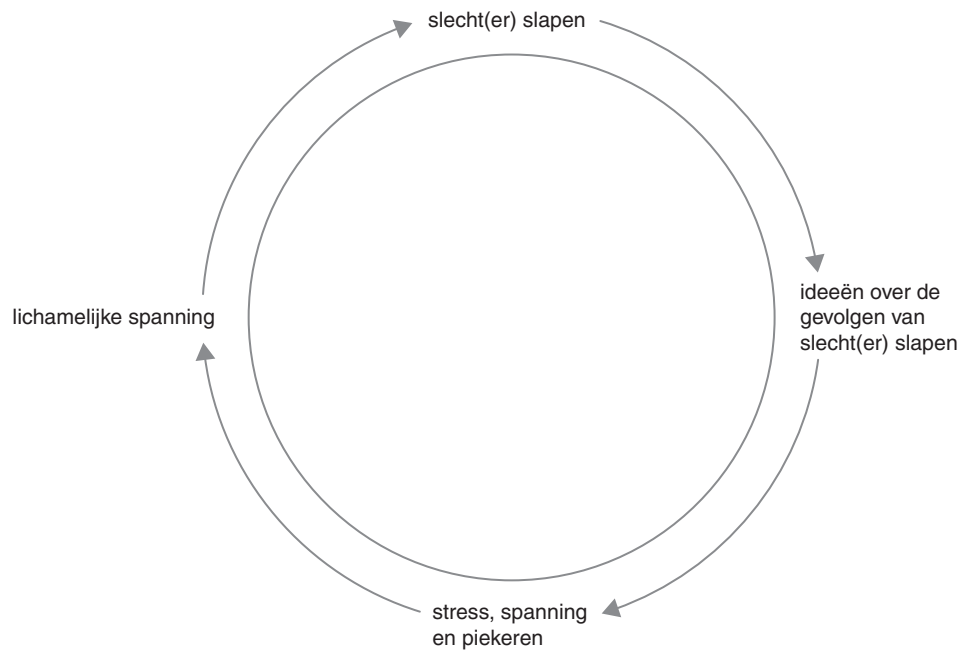 slecht(er) slapen
ideeën over de
gevolgen van
slecht(er) slapen
stress, spanning
en piekeren
lichamelijke spanning